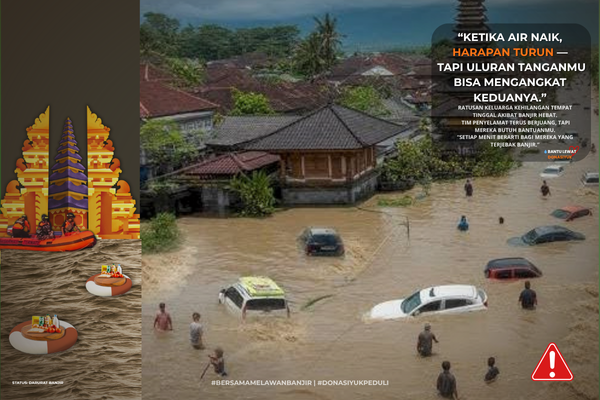 “KETIKA AIR NAIK,
HARAPAN TURUN —
TAPI ULURAN TANGANMU
BISA MENGANGKAT
KEDUANYA.”
RATUSAN KELUARGA KEHILANGAN TEMPAT
TINGGAL AKIBAT BANJIR HEBAT.
TIM PENYELAMAT TERUS BERJUANG, TAPI
MEREKA BUTUH BANTUANMU.
“SETIAP MENIT BERARTI BAGI MEREKA YANG
TERJEBAK BANJIR.”
BANTU LEWAT
STATUS: DARURAT BANJIR
#BERSAMAMELAWANBANJIR | #DONASIYUKPEDULI